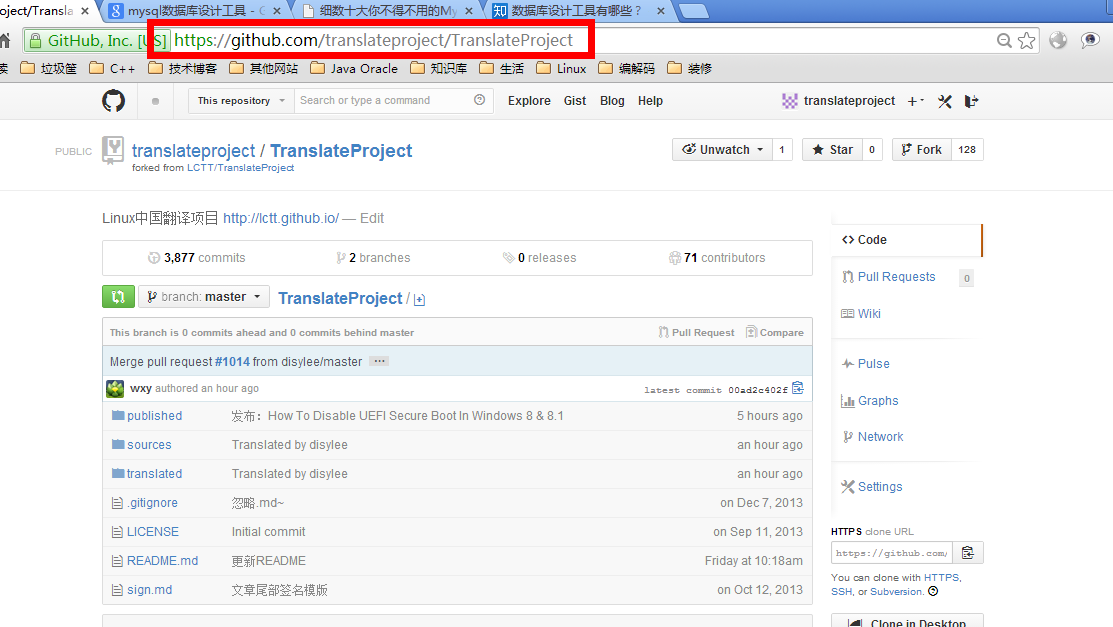 oject/Transla × mysql数据库设计工具 - × 细数十大你不得不用的My × 知 数据库设计工具有哪些？ ×
GitHub, Inc. [US] https://github.com/translateproject/TranslateProject
垃圾筐 C++ 技术博客 其他网站 Java Oracle 知识库 生活 Linux 编解码 装修
This repository Search or type a command Explore Gist Blog Help translateproject
PUBLIC translateproject / TranslateProject Unwatch 1 Star 0 Fork 128
forked from LCTT/TranslateProject
Linux中国翻译项目 http://lctt.github.io/ — Edit
3,877 commits 2 branches 0 releases 71 contributors
branch: master TranslateProject /
This branch is 0 commits ahead and 0 commits behind master Pull Request Compare
Merge pull request #1014 from disylee/master ...
wxy authored an hour ago latest commit 00ad2c402f
published 发布：How To Disable UEFI Secure Boot In Windows 8 & 8.1 5 hours ago
sources Translated by disylee an hour ago
translated Translated by disylee an hour ago
.gitignore 忽略.md~ on Dec 7, 2013
LICENSE Initial commit on Sep 11, 2013
README.md 更新README Friday at 10:18am
sign.md 文章尾部签名模版 on Oct 12, 2013
Code
Pull Requests 0
Wiki
Pulse
Graphs
Network
Settings
HTTPS clone URL
https://github.com/
You can clone with HTTPS,
SSH, or Subversion.
Clone in Desktop